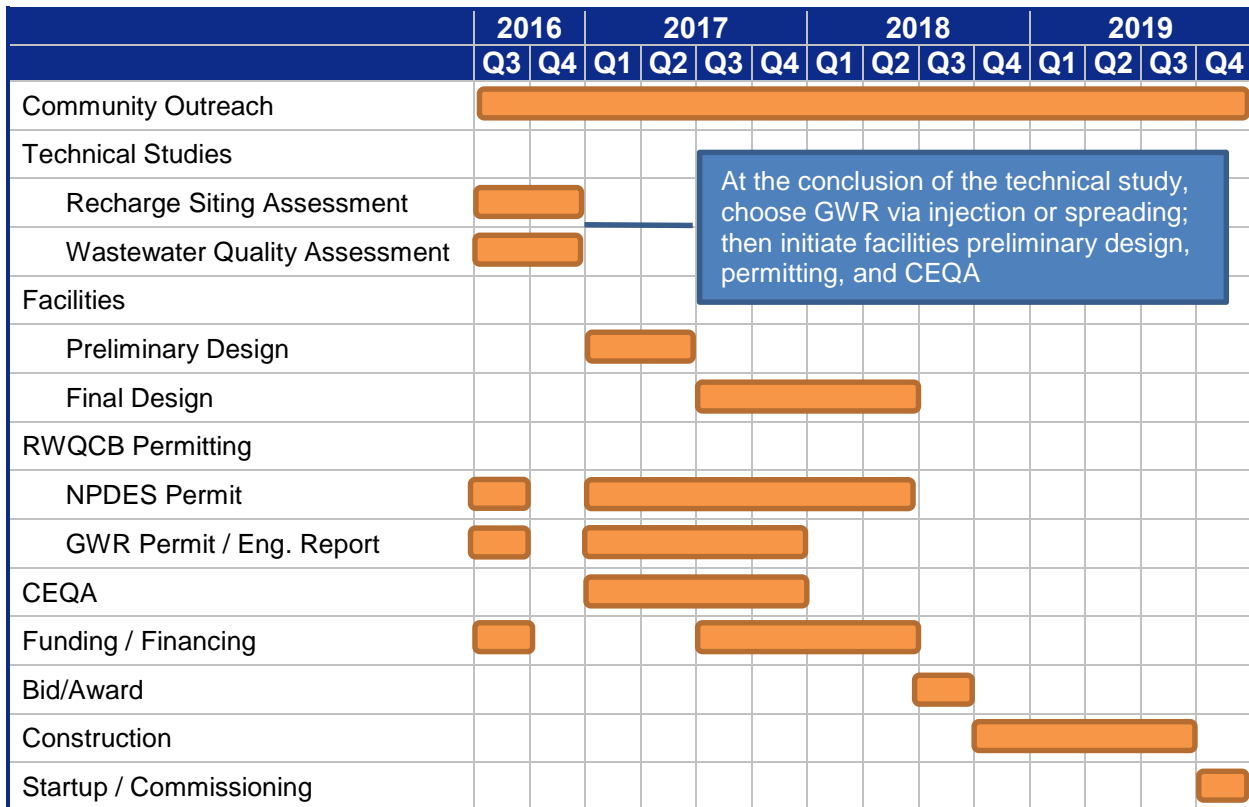 2016 2017 2018 2019
Q3 Q4 Q1 Q2 Q3 Q4 Q1 Q2 Q3 Q4 Q1 Q2 Q3 Q4
Community Outreach
Technical Studies
Recharge Siting Assessment
Wastewater Quality Assessment
At the conclusion of the technical study,
choose GWR via injection or spreading;
then initiate facilities preliminary design,
permitting, and CEQA
Facilities
Preliminary Design
Final Design
RWQCB Permitting
NPDES Permit
GWR Permit / Eng. Report
CEQA
Funding / Financing
Bid/Award
Construction
Startup / Commissioning